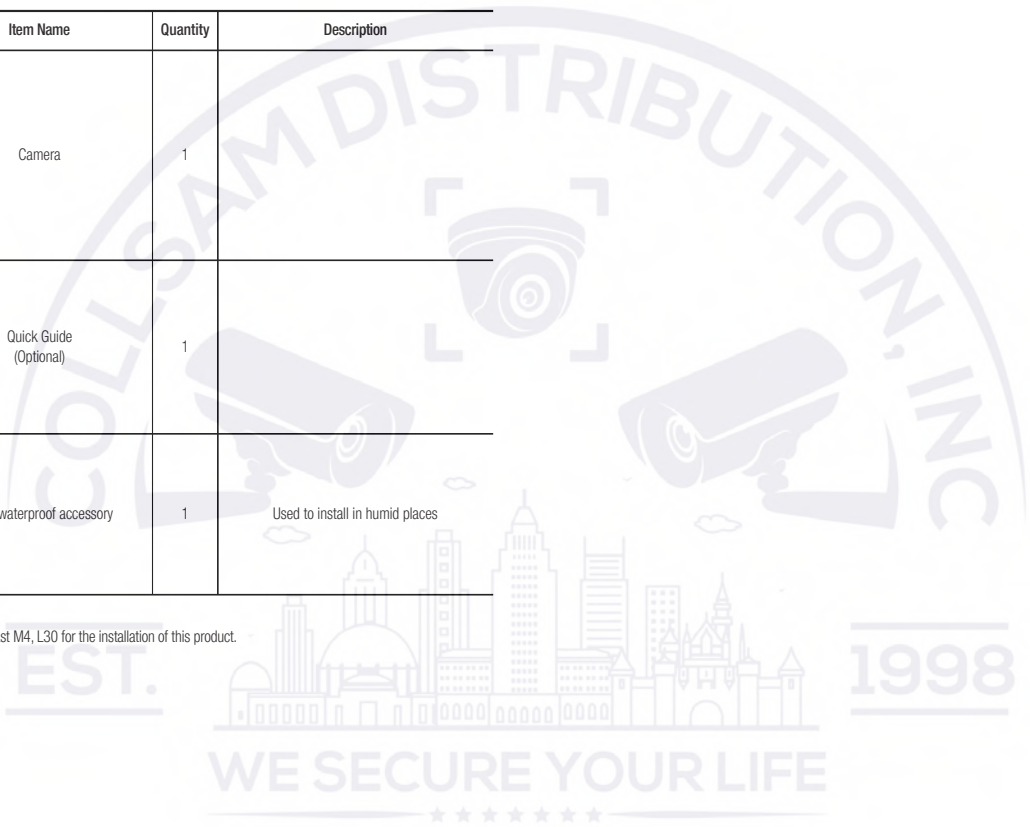 Item Name Quantity Description
Camera 1
Quick Guide
(Optional) 1
waterproof accessory 1 Used to install in humid places
st M4, L30 for the installation of this product.
COLLSAM DISTRIBUTION, INC
EST. 1998
WE SECURE YOUR LIFE